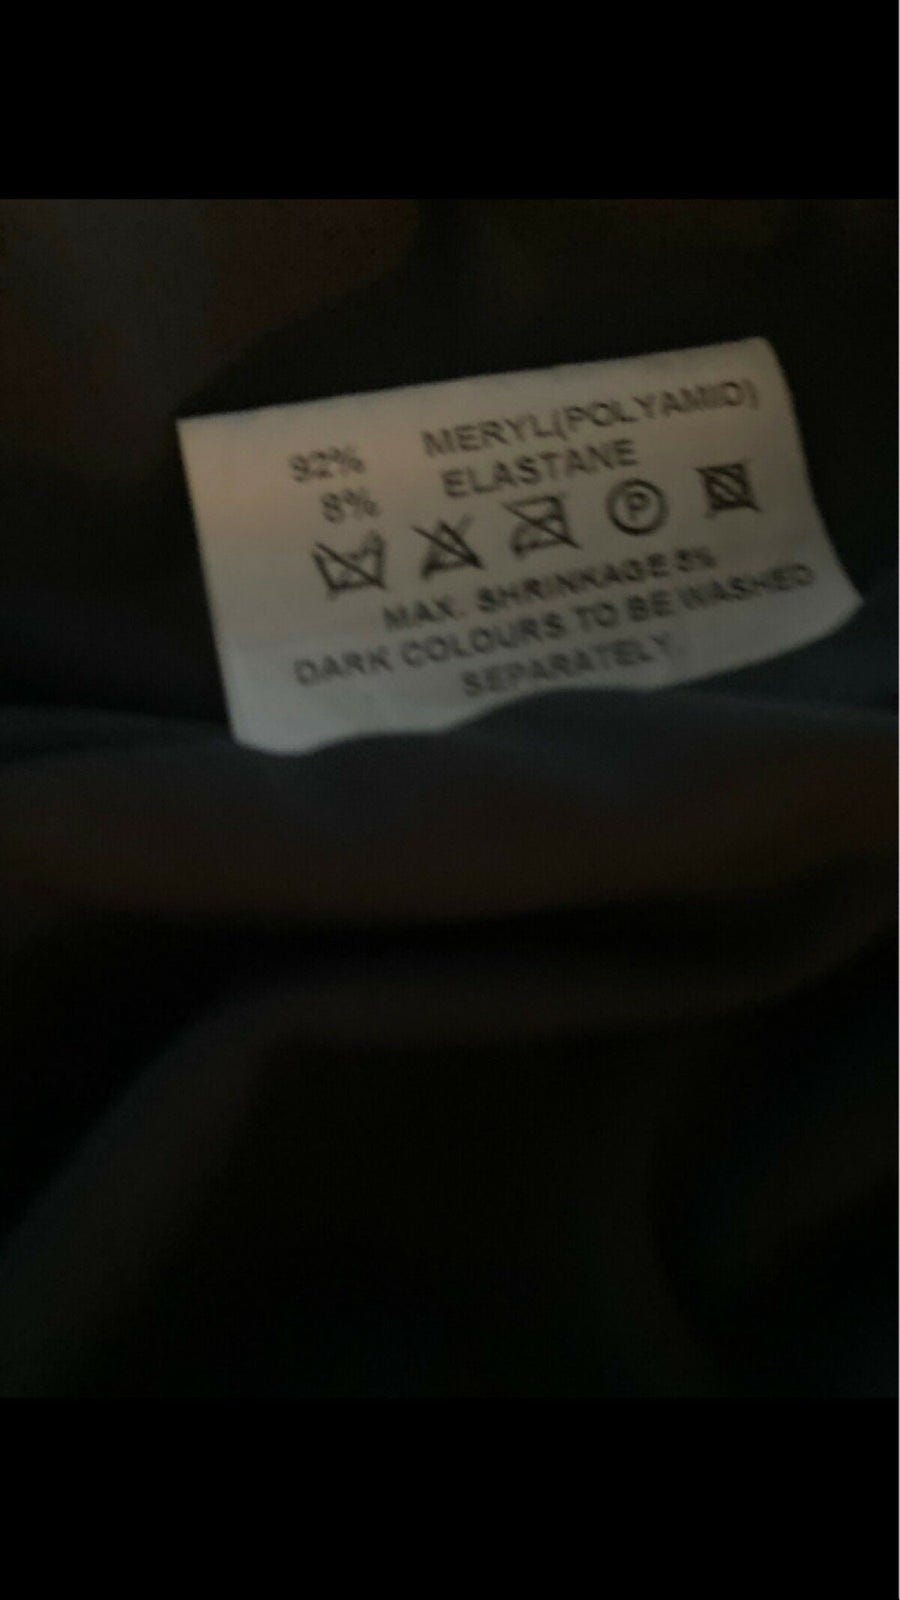 92% MERYL(POLYAMID)
8% ELASTANE
P
MAX. SHRINKAGE 5%
DARK COLOURS TO BE WASHED
SEPARATELY.